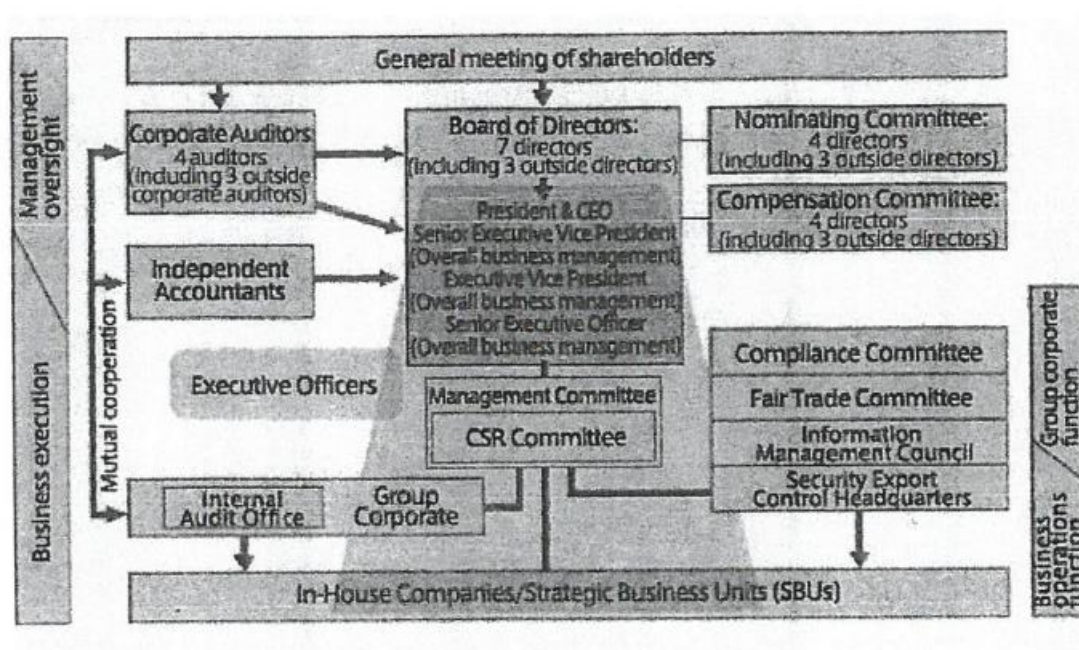 General meeting of shareholders
Management
oversight
Business execution
Mutual cooperation
Corporate Auditors:
4 auditors
(including 3 outside
corporate auditors)
Independent
Accountants
Executive Officers
Internal
Audit Office
Group
Corporate
Board of Directors:
7 directors
(including 3 outside directors)
President & CEO
Senior Executive Vice President
(Overall business management)
Executive Vice President
(Overall business management)
Senior Executive Officer
(Overall business management)
Management Committee
CSR Committee
Nominating Committee:
4 directors
(including 3 outside directors)
Compensation Committee:
4 directors
(including 3 outside directors)
Compliance Committee
Fair Trade Committee
Information
Management Council
Security Export
Control Headquarters
Group corporate
function
Business
operations
function
In-House Companies/Strategic Business Units (SBUs)